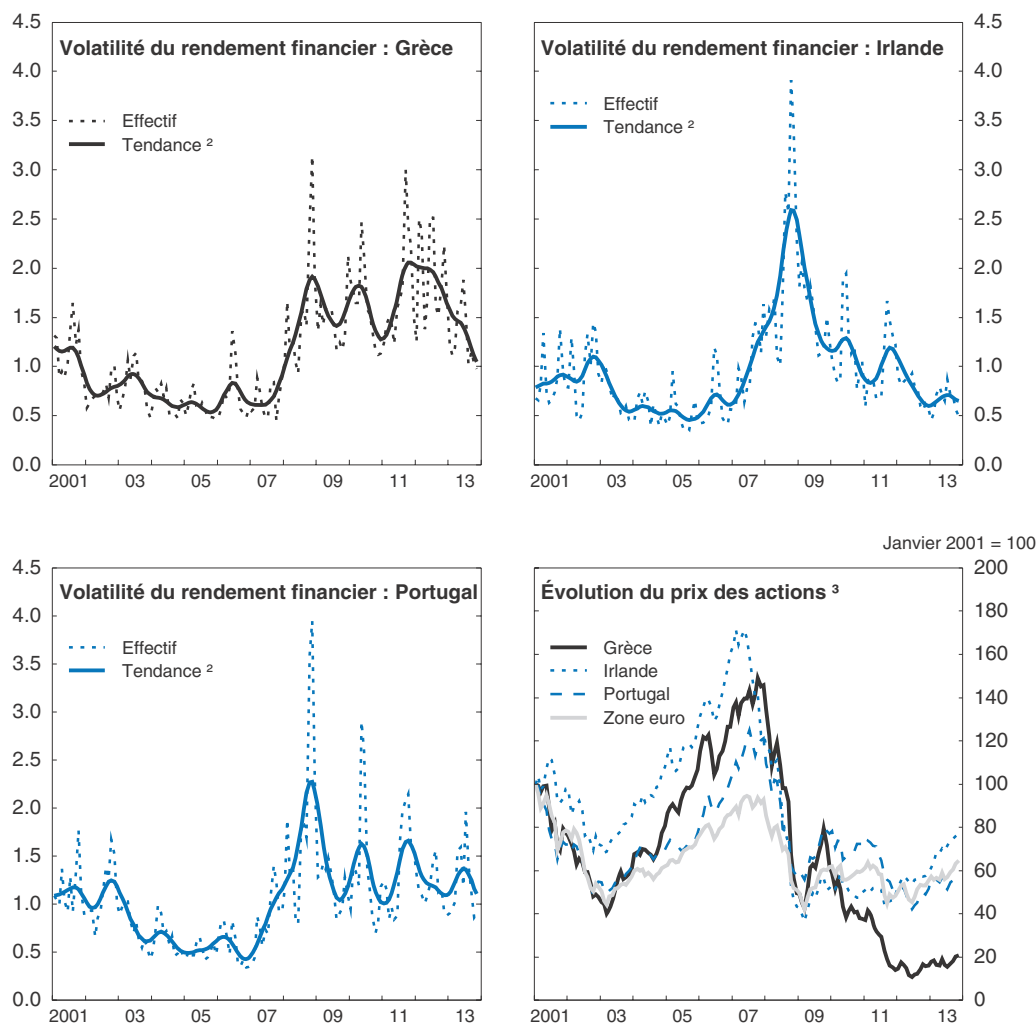 Volatilité du rendement financier : Grèce
Effectif
Tendance ²
4.5
4.0
3.5
3.0
2.5
2.0
1.5
1.0
0.5
0.0
2001 03 05 07 09 11 13
Volatilité du rendement financier : Irlande
Effectif
Tendance ²
4.5
4.0
3.5
3.0
2.5
2.0
1.5
1.0
0.5
0.0
2001 03 05 07 09 11 13
Volatilité du rendement financier : Portugal
Effectif
Tendance ²
4.5
4.0
3.5
3.0
2.5
2.0
1.5
1.0
0.5
0.0
2001 03 05 07 09 11 13
Janvier 2001 = 100
Évolution du prix des actions ³
Grèce
Irlande
Portugal
Zone euro
200
180
160
140
120
100
80
60
40
20
0
2001 03 05 07 09 11 13